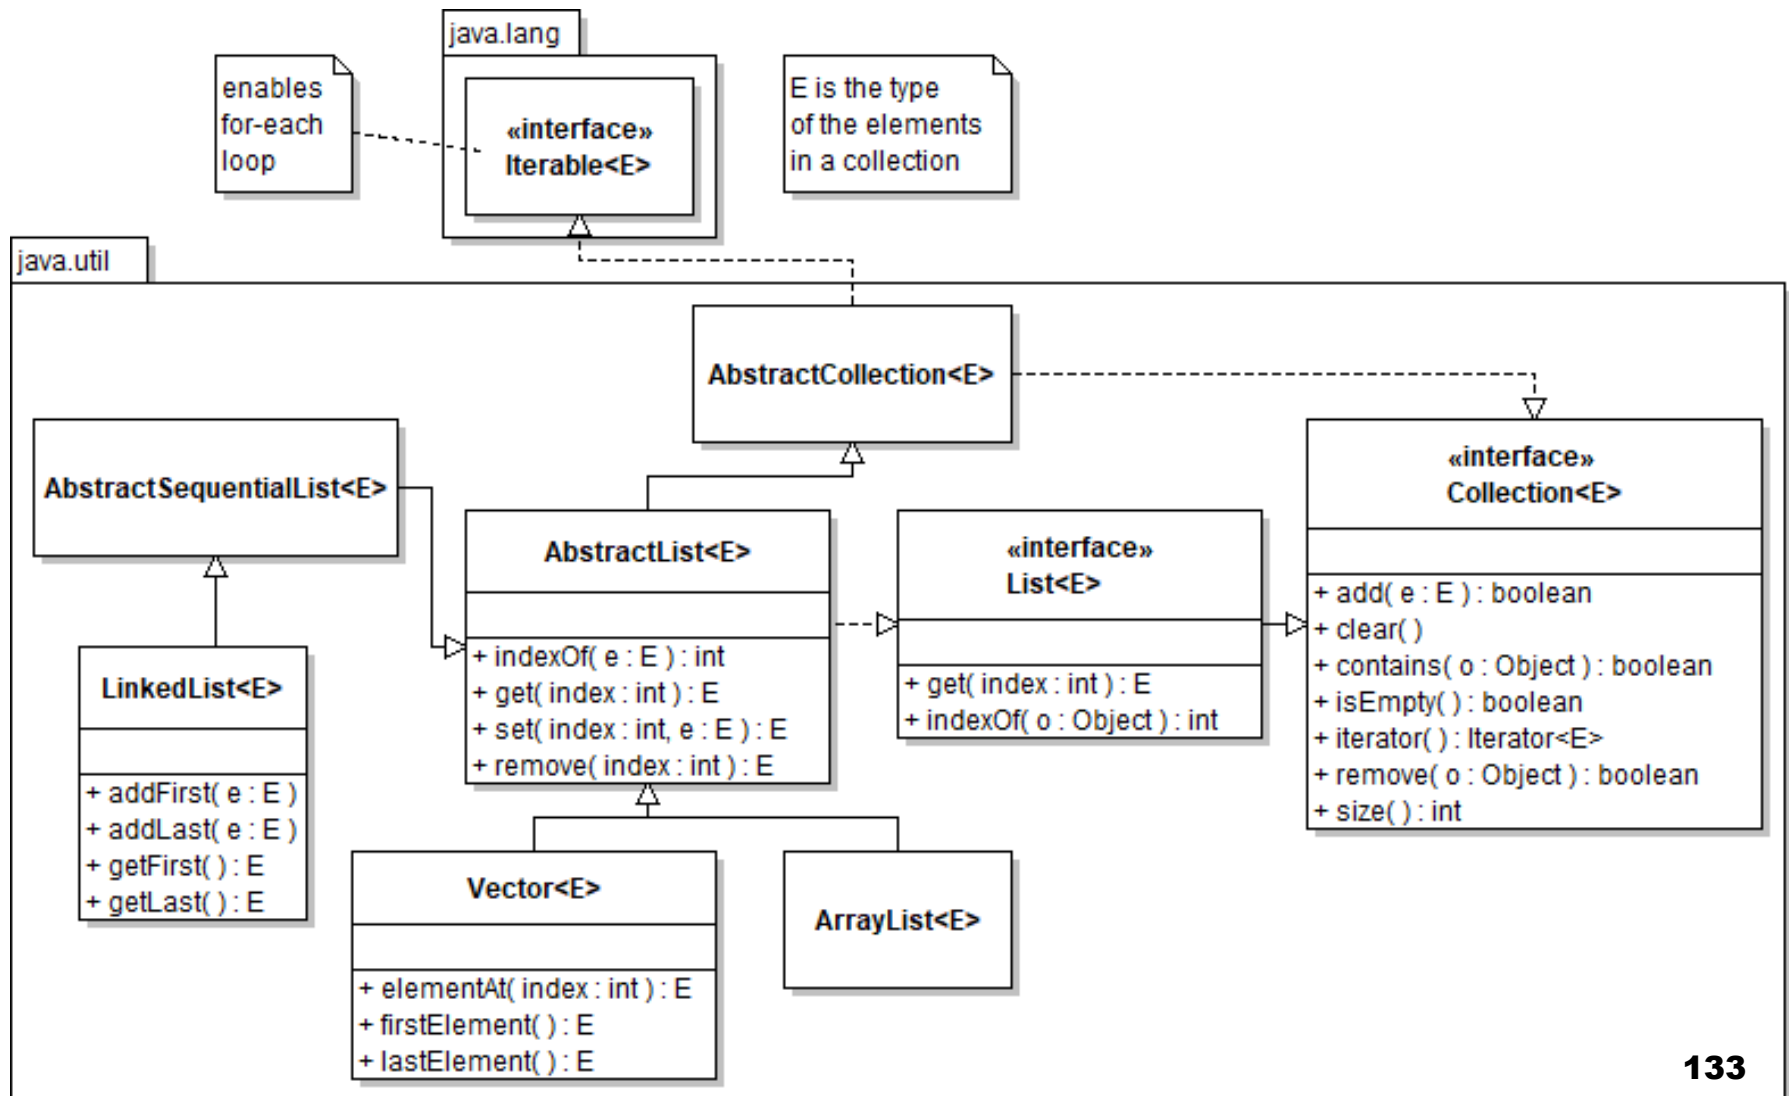 java.lang
enables
for-each
loop
«interface»
Iterable<E>
E is the type
of the elements
in a collection
java.util
AbstractCollection<E>
AbstractSequentialList<E>
«interface»
Collection<E>
+ add( e : E ) : boolean
+ clear( )
+ contains( o : Object ) : boolean
+ isEmpty( ) : boolean
+ iterator( ) : Iterator<E>
+ remove( o : Object ) : boolean
+ size( ) : int
AbstractList<E>
+ indexOf( e : E ) : int
+ get( index : int ) : E
+ set( index : int, e : E ) : E
+ remove( index : int ) : E
«interface»
List<E>
+ get( index : int ) : E
+ indexOf( o : Object ) : int
LinkedList<E>
+ addFirst( e : E )
+ addLast( e : E )
+ getFirst( ) : E
+ getLast( ) : E
Vector<E>
+ elementAt( index : int ) : E
+ firstElement( ) : E
+ lastElement( ) : E
ArrayList<E>
133